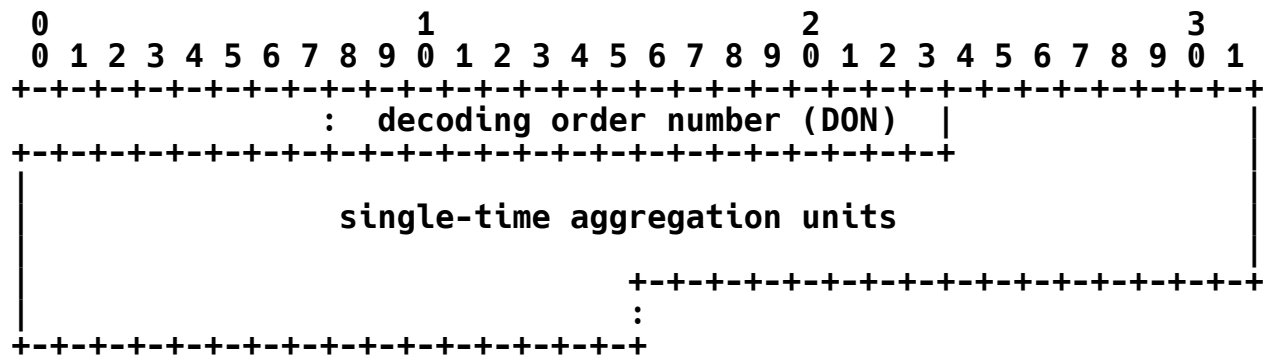 0                   1                   2                   3
0 1 2 3 4 5 6 7 8 9 0 1 2 3 4 5 6 7 8 9 0 1 2 3 4 5 6 7 8 9 0 1
+-+-+-+-+-+-+-+-+-+-+-+-+-+-+-+-+-+-+-+-+-+-+-+-+-+-+-+-+-+-+-+-+
:  decoding order number (DON)  |               |
+-+-+-+-+-+-+-+-+-+-+-+-+-+-+-+-+-+-+-+-+-+-+-+-+               |
|                                                               |
|                single-time aggregation units                  |
|                                                               |
|                               +-+-+-+-+-+-+-+-+-+-+-+-+-+-+-+-+
|                               :
+-+-+-+-+-+-+-+-+-+-+-+-+-+-+-+-+